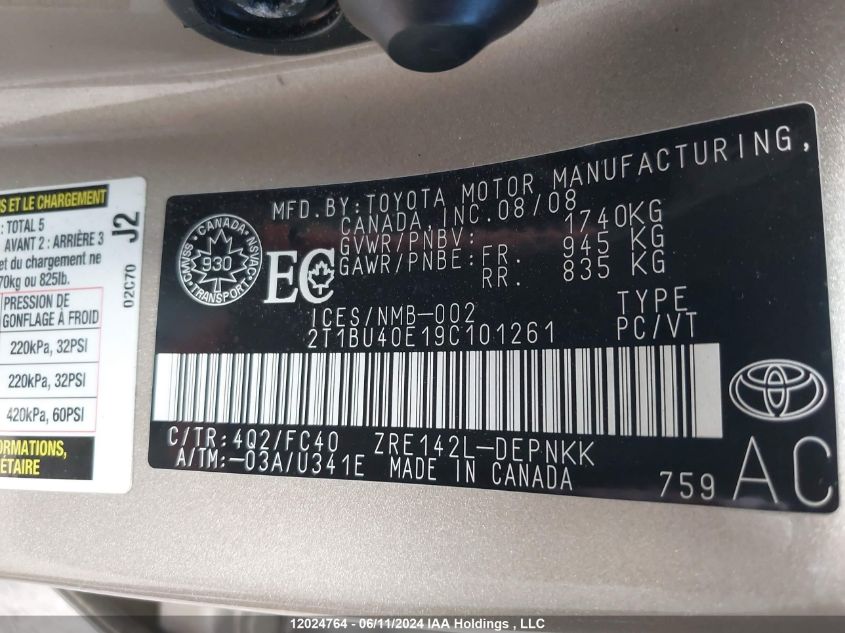 S ET LE CHARGEMENT
: TOTAL 5
AVANT 2 : ARRIÈRE 3
et du chargement ne
70kg ou 825lb.
PRESSION DE
GONFLAGE À FROID
220kPa, 32PSI
220kPa, 32PSI
420kPa, 60PSI
ORMATIONS,
ÉTAIRE
J2
02C70
MFD.BY:TOYOTA MOTOR MANUFACTURING,
CANADA,INC.08/08
GVWR/PNBV: 1740KG
GAWR/PNBE:FR. 945 KG
RR. 835 KG
CANADA
CMVSS
930
NSVAC
TRANSPORT
EC
ICES/NMB-002
2T1BU40E19C101261
TYPE
PC/VT
C/TR:4Q2/FC40 ZRE142L-DEPNKK
A/TM:-03A/U341E MADE IN CANADA
759 AC
12024764 - 06/11/2024 IAA Holdings , LLC